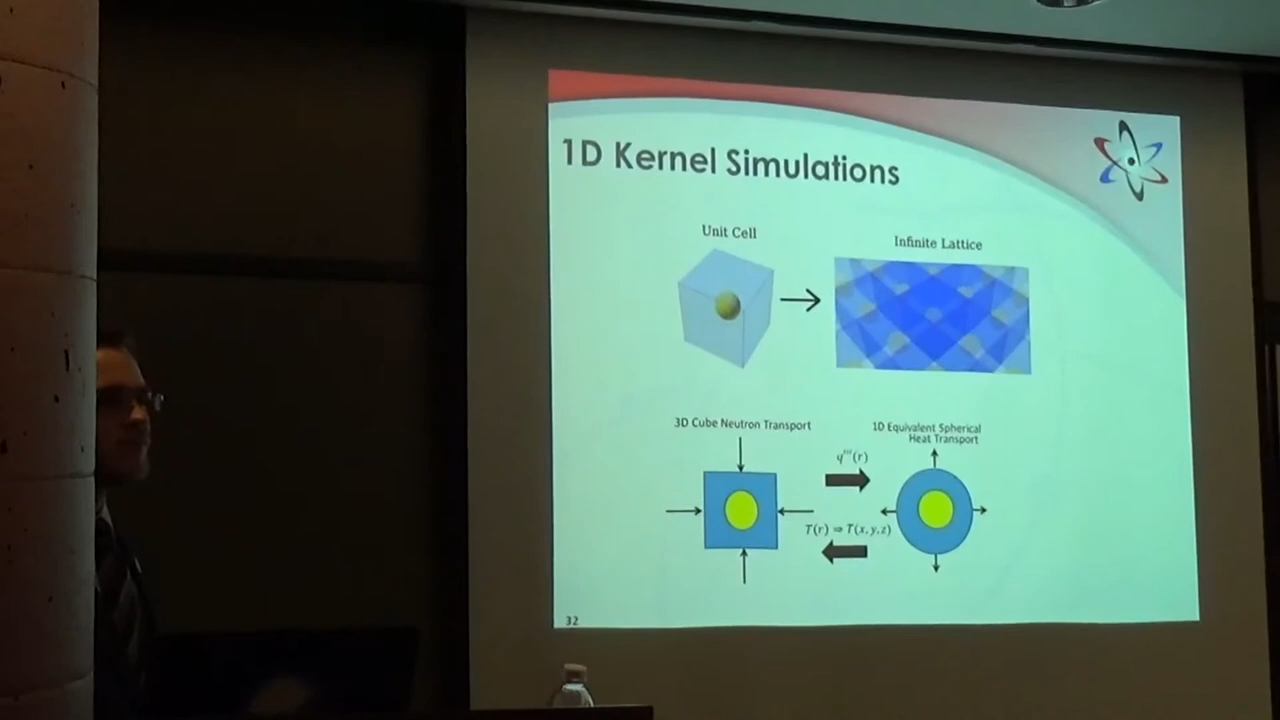 1D Kernel Simulations
Unit Cell
Infinite Lattice
3D Cube Neutron Transport
1D Equivalent Spherical
Heat Transport
q'''(r)
T(r) ⇒ T(x,y,z)
32